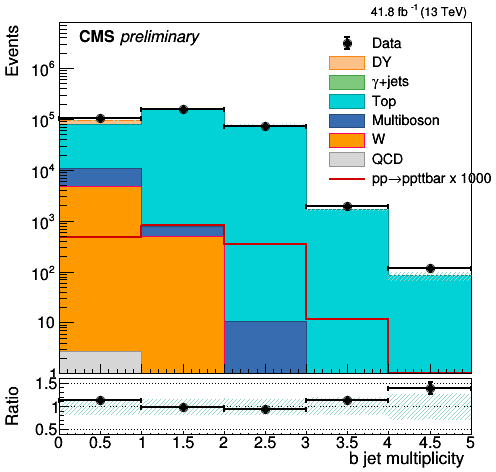 41.8 fb⁻¹ (13 TeV)
CMS preliminary
Events
Data
DY
γ+jets
Top
Multiboson
W
QCD
pp→ppttbar x 1000
10⁶
10⁵
10⁴
10³
10²
10
1
Ratio
1.5
1
0.5
0 0.5 1 1.5 2 2.5 3 3.5 4 4.5 5
b jet multiplicity